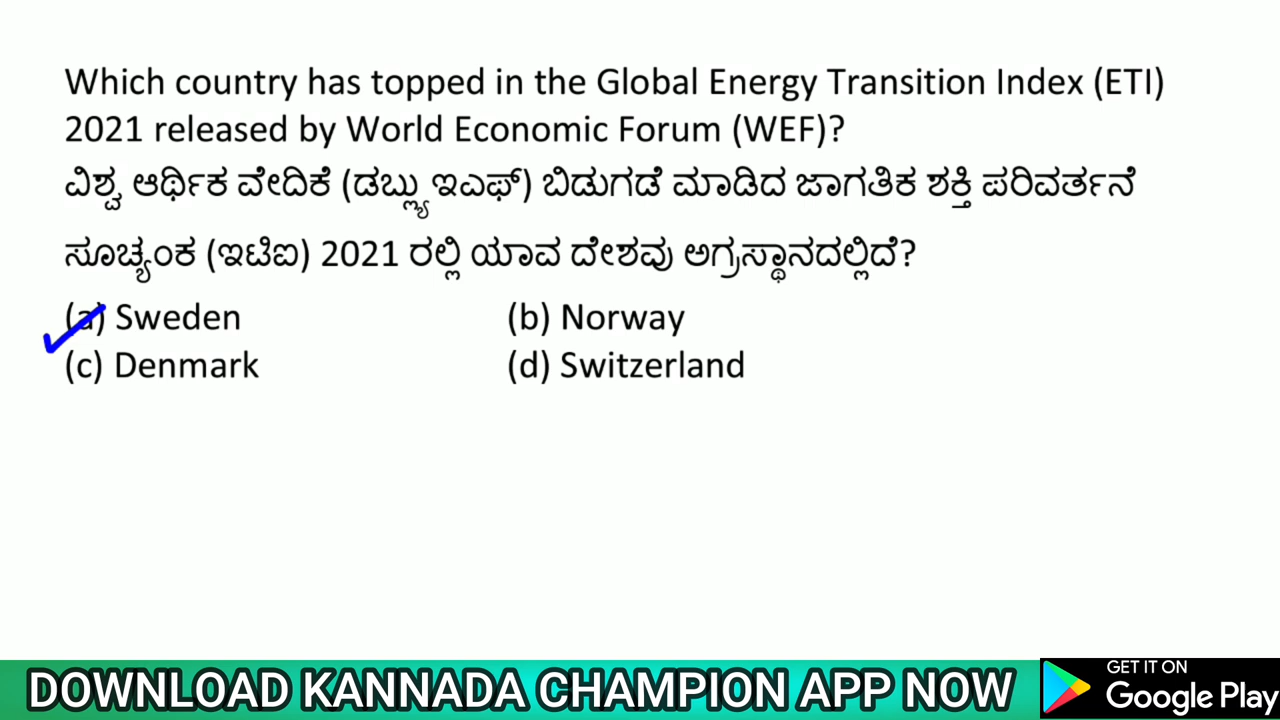 Which country has topped in the Global Energy Transition Index (ETI)
2021 released by World Economic Forum (WEF)?
ವಿಶ್ವ ಆರ್ಥಿಕ ವೇದಿಕೆ (ಡಬ್ಲ್ಯುಇಎಫ್) ಬಿಡುಗಡೆ ಮಾಡಿದ ಜಾಗತಿಕ ಶಕ್ತಿ ಪರಿವರ್ತನೆ
ಸೂಚ್ಯಂಕ (ಇಟಿಐ) 2021 ರಲ್ಲಿ ಯಾವ ದೇಶವು ಅಗ್ರಸ್ಥಾನದಲ್ಲಿದೆ?
(a) Sweden (b) Norway
(c) Denmark (d) Switzerland
DOWNLOAD KANNADA CHAMPION APP NOW
GET IT ON
Google Play